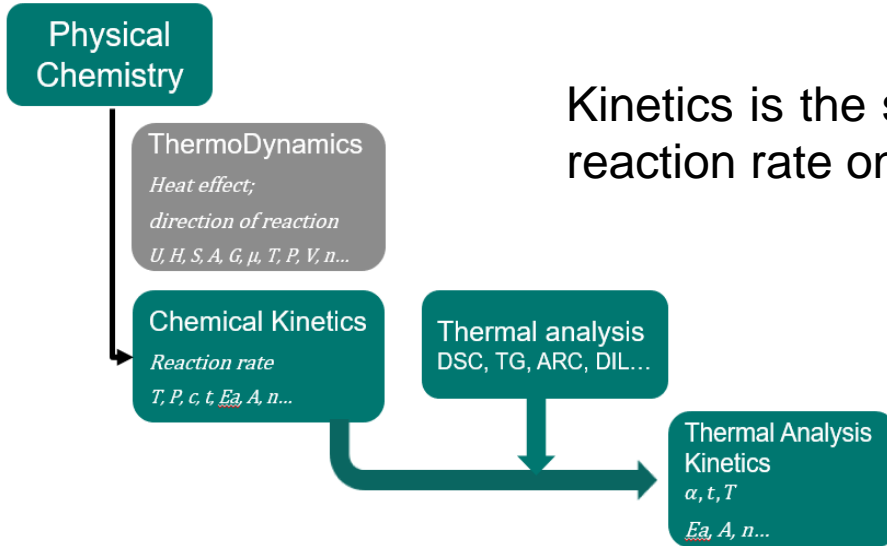 Physical
Chemistry
Kinetics is the
reaction rate
ThermoDynamics
Heat effect;
direction of reaction
U, H, S, A, G, μ, T, P, V, n...
Chemical Kinetics
Reaction rate
T, P, c, t, Ea, A, n...
Thermal analysis
DSC, TG, ARC, DIL...
Thermal Analysis
Kinetics
α, t, T
Ea, A, n...